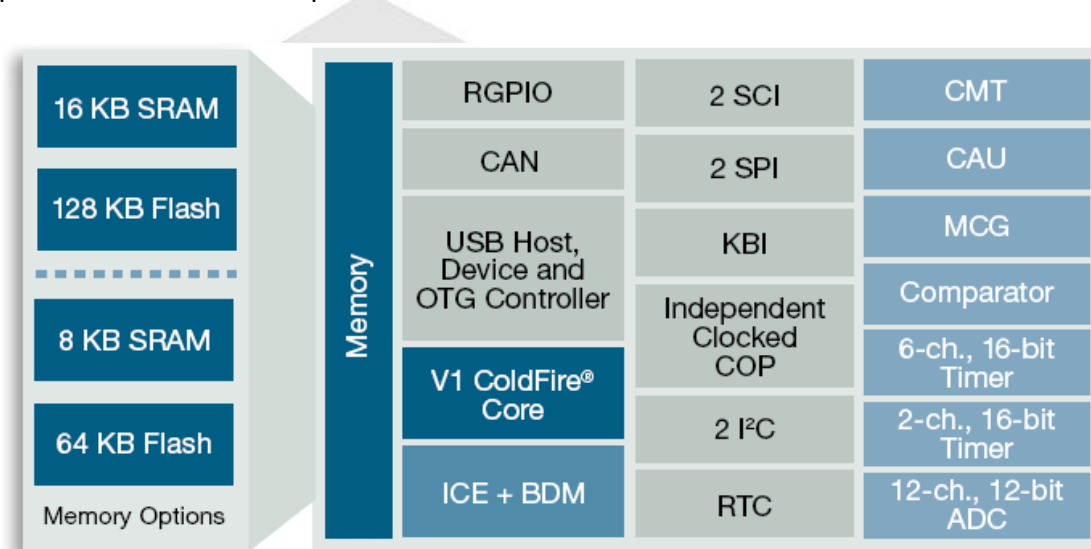 16 KB SRAM
128 KB Flash
8 KB SRAM
64 KB Flash
Memory Options
Memory
RGPIO
CAN
USB Host,
Device and
OTG Controller
V1 ColdFire®
Core
ICE + BDM
2 SCI
2 SPI
KBI
Independent
Clocked
COP
2 I²C
RTC
CMT
CAU
MCG
Comparator
6-ch., 16-bit
Timer
2-ch., 16-bit
Timer
12-ch., 12-bit
ADC